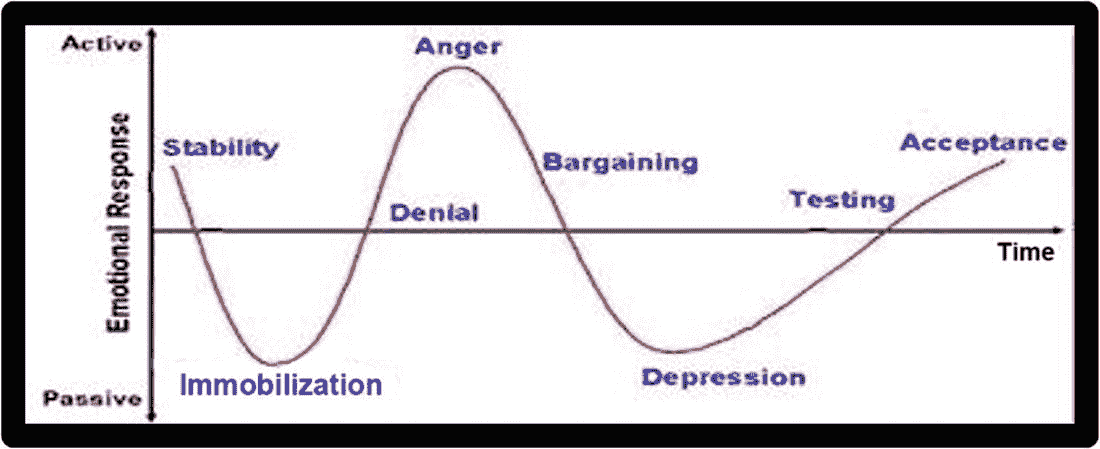 Active
Anger
Stability
Acceptance
Bargaining
Testing
Denial
Emotional Response
Time
Immobilization
Depression
Passive